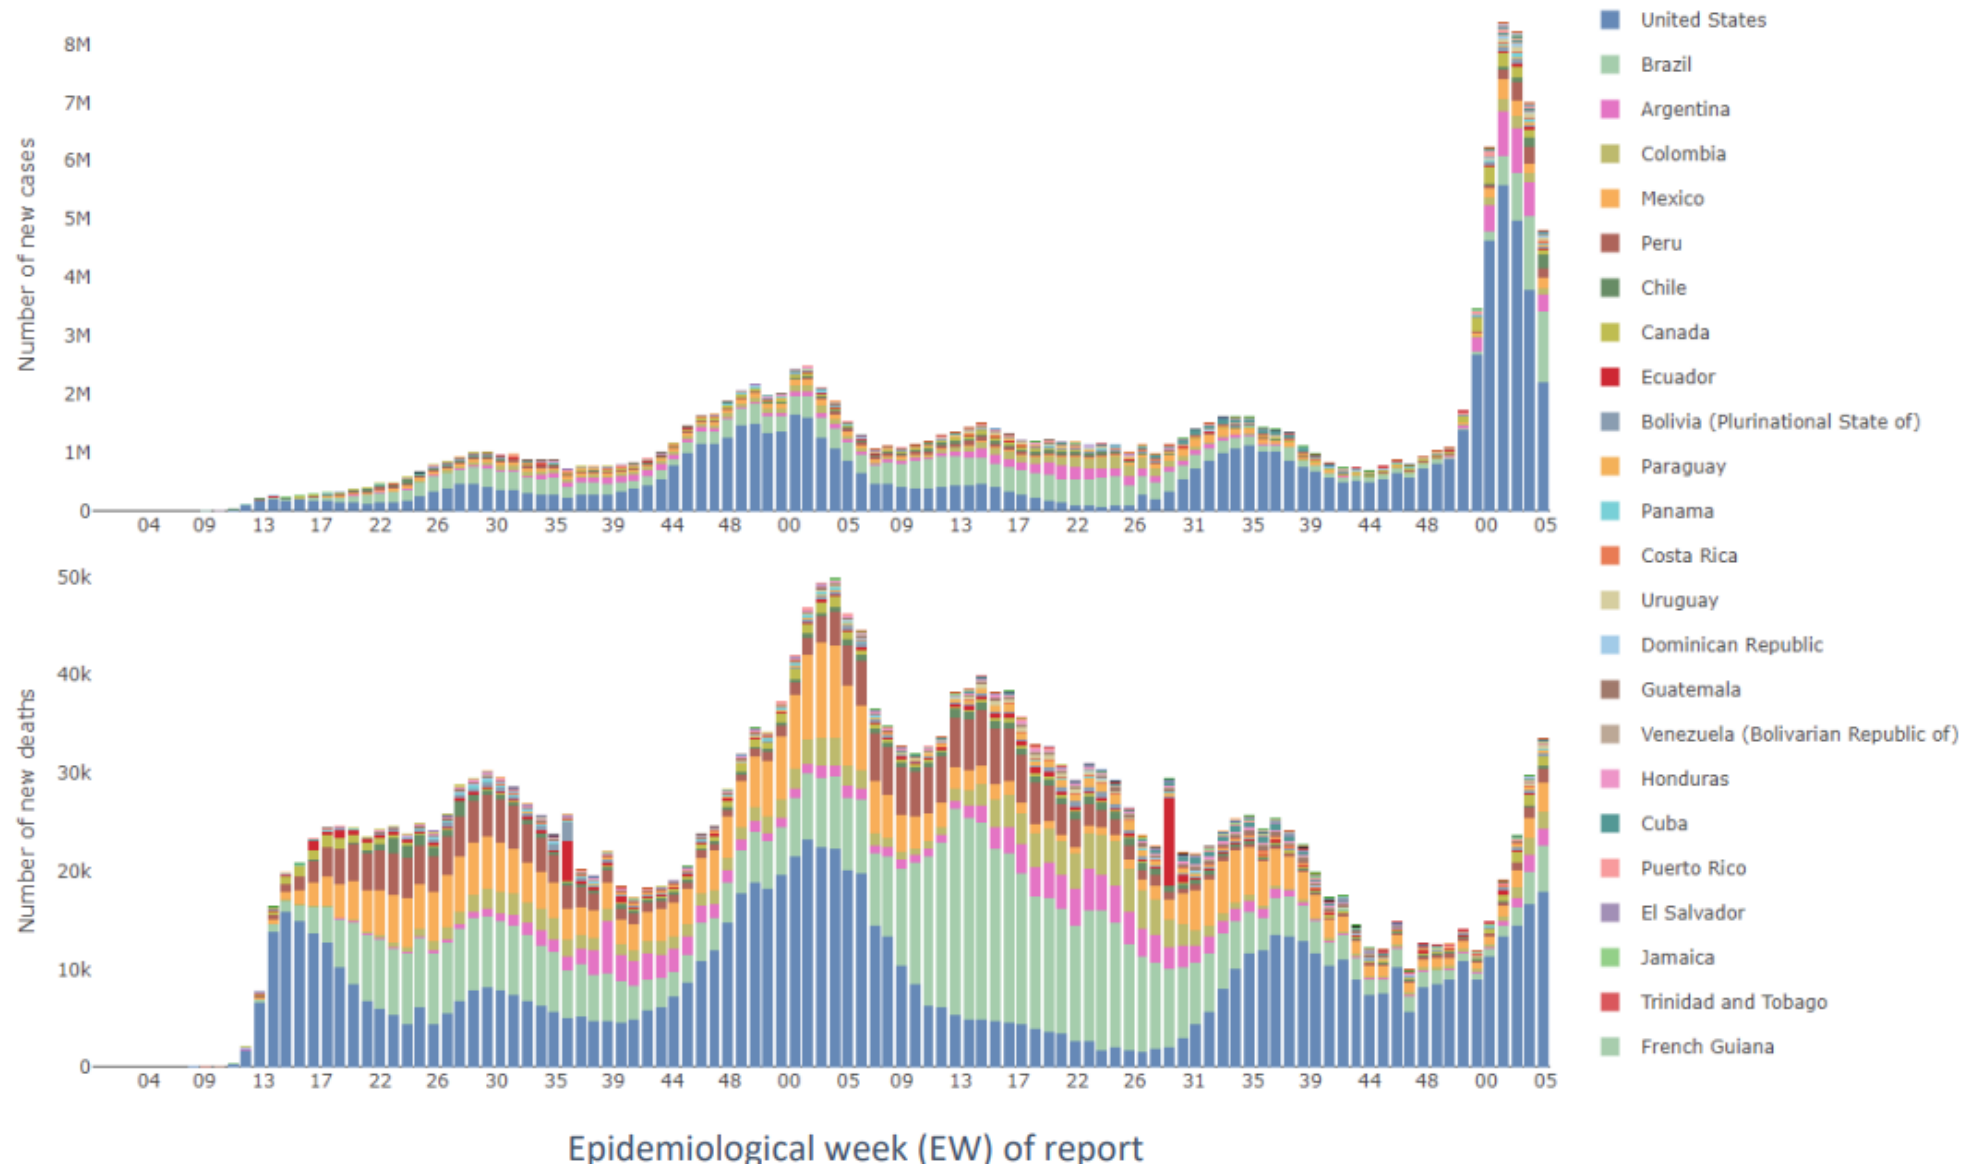 Number of new cases
8M
7M
6M
5M
4M
3M
2M
1M
0
04 09 13 17 22 26 30 35 39 44 48 00 05 09 13 17 22 26 31 35 39 44 48 00 05
Number of new deaths
50k
40k
30k
20k
10k
0
04 09 13 17 22 26 30 35 39 44 48 00 05 09 13 17 22 26 31 35 39 44 48 00 05
Epidemiological week (EW) of report
United States
Brazil
Argentina
Colombia
Mexico
Peru
Chile
Canada
Ecuador
Bolivia (Plurinational State of)
Paraguay
Panama
Costa Rica
Uruguay
Dominican Republic
Guatemala
Venezuela (Bolivarian Republic of)
Honduras
Cuba
Puerto Rico
El Salvador
Jamaica
Trinidad and Tobago
French Guiana